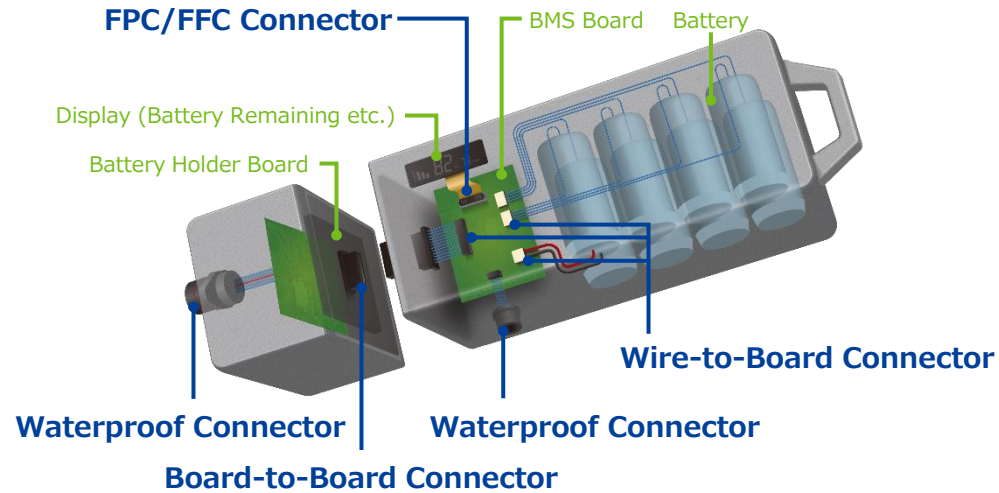 FPC/FFC Connector
BMS Board
Battery
Display (Battery Remaining etc.)
82
Battery Holder Board
Wire-to-Board Connector
Waterproof Connector
Waterproof Connector
Board-to-Board Connector